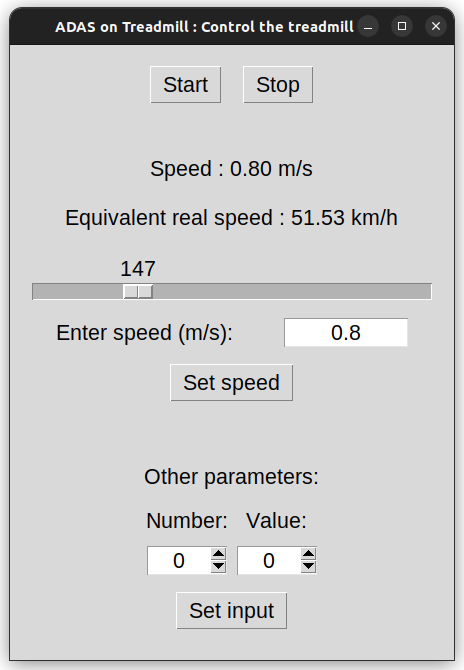 ADAS on Treadmill : Control the treadmill
Start Stop
Speed : 0.80 m/s
Equivalent real speed : 51.53 km/h
147
Enter speed (m/s): 0.8
Set speed
Other parameters:
Number: Value:
0 0
Set input